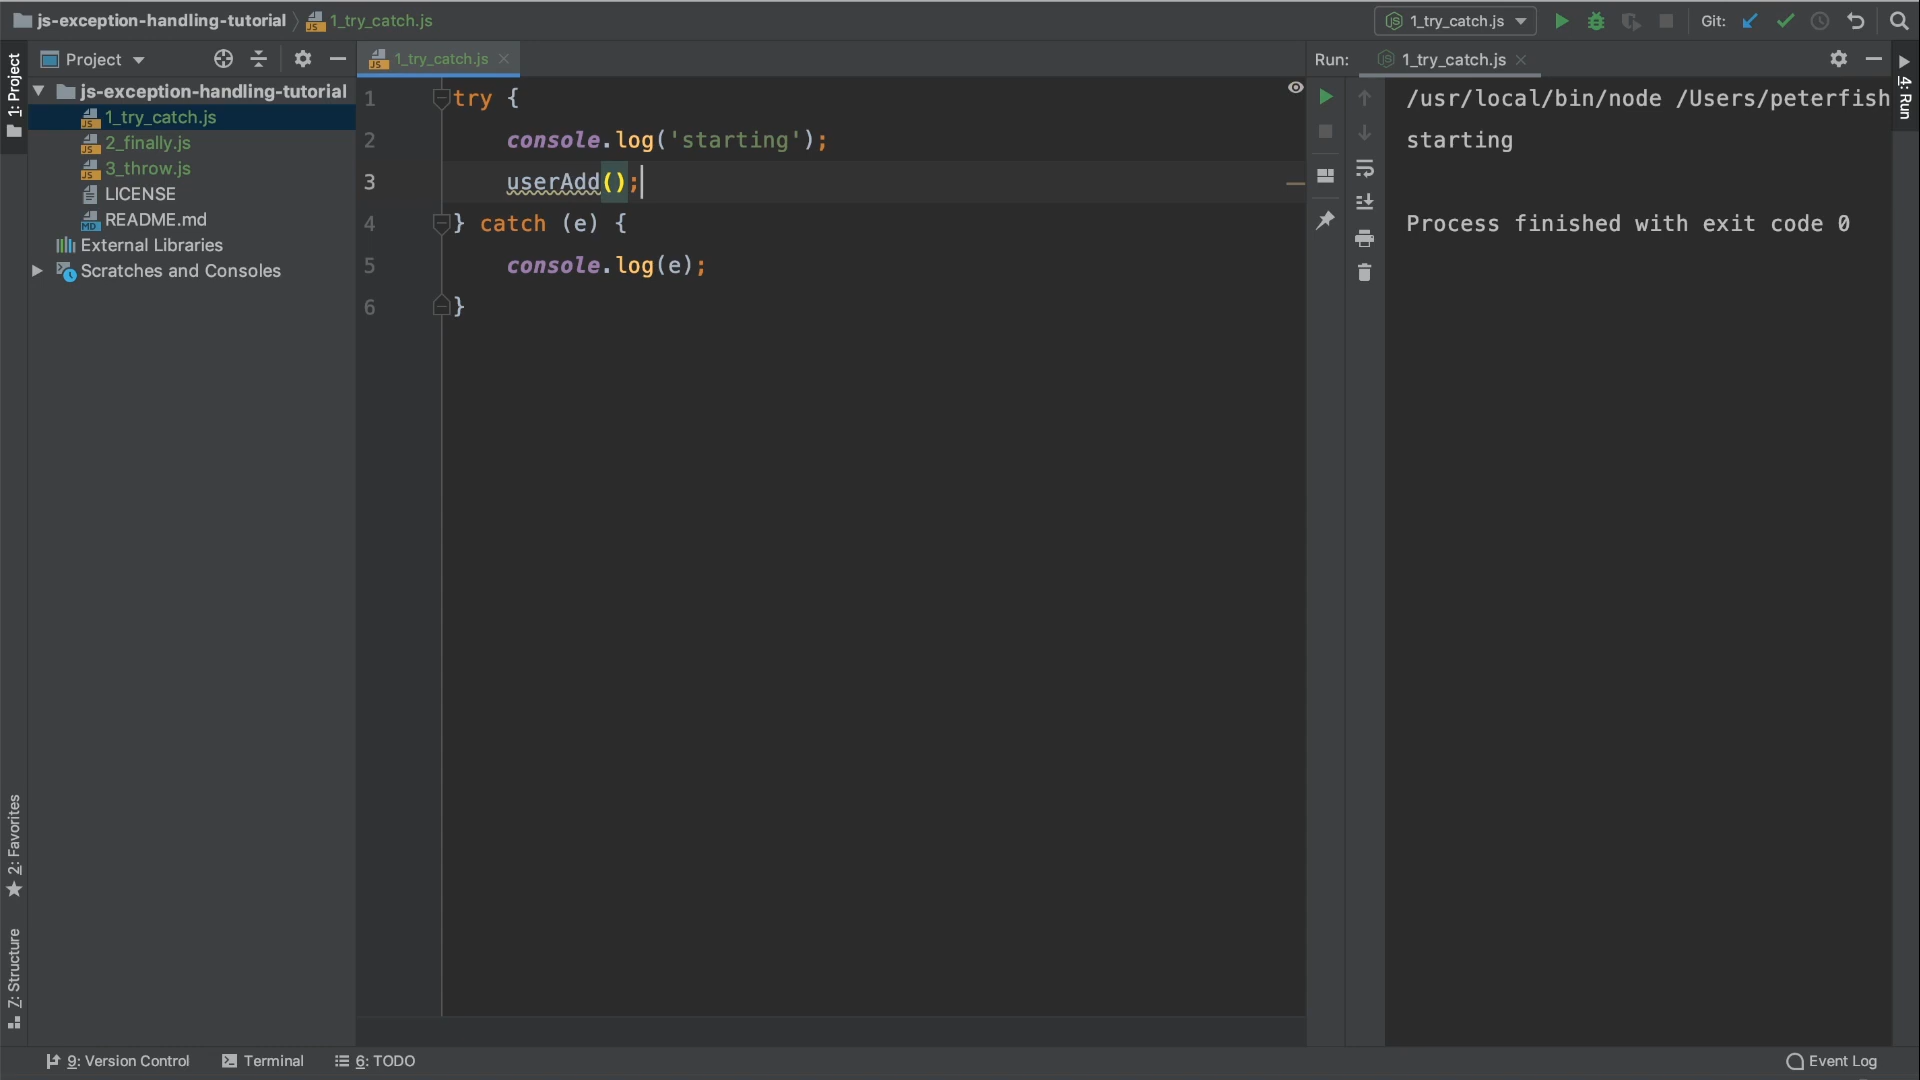 js-exception-handling-tutorial
1_try_catch.js
1_try_catch.js
Git:
1: Project
Project
1_try_catch.js
Run:
1_try_catch.js
4: Run
js-exception-handling-tutorial
1_try_catch.js
2_finally.js
3_throw.js
LICENSE
README.md
External Libraries
Scratches and Consoles
1 try {
2 console.log('starting');
3 userAdd();
4 } catch (e) {
5 console.log(e);
6 }
/usr/local/bin/node /Users/peterfish
starting
Process finished with exit code 0
2: Favorites
7: Structure
9: Version Control
Terminal
6: TODO
Event Log